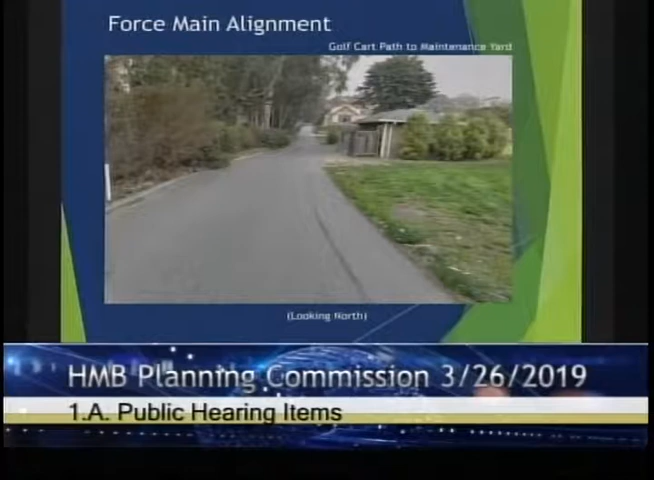 Force Main Alignment
Golf Cart Path to Maintenance Yard
(Looking North)
HMB Planning Commission 3/26/2019
1.A. Public Hearing Items